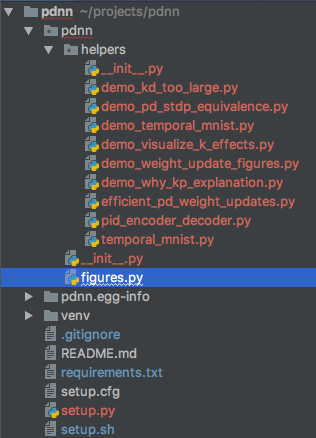 pdnn ~/projects/pdnn
pdnn
helpers
__init__.py
demo_kd_too_large.py
demo_pd_stdp_equivalence.py
demo_temporal_mnist.py
demo_visualize_k_effects.py
demo_weight_update_figures.py
demo_why_kp_explanation.py
efficient_pd_weight_updates.py
pid_encoder_decoder.py
temporal_mnist.py
__init__.py
figures.py
pdnn.egg-info
venv
.gitignore
README.md
requirements.txt
setup.cfg
setup.py
setup.sh